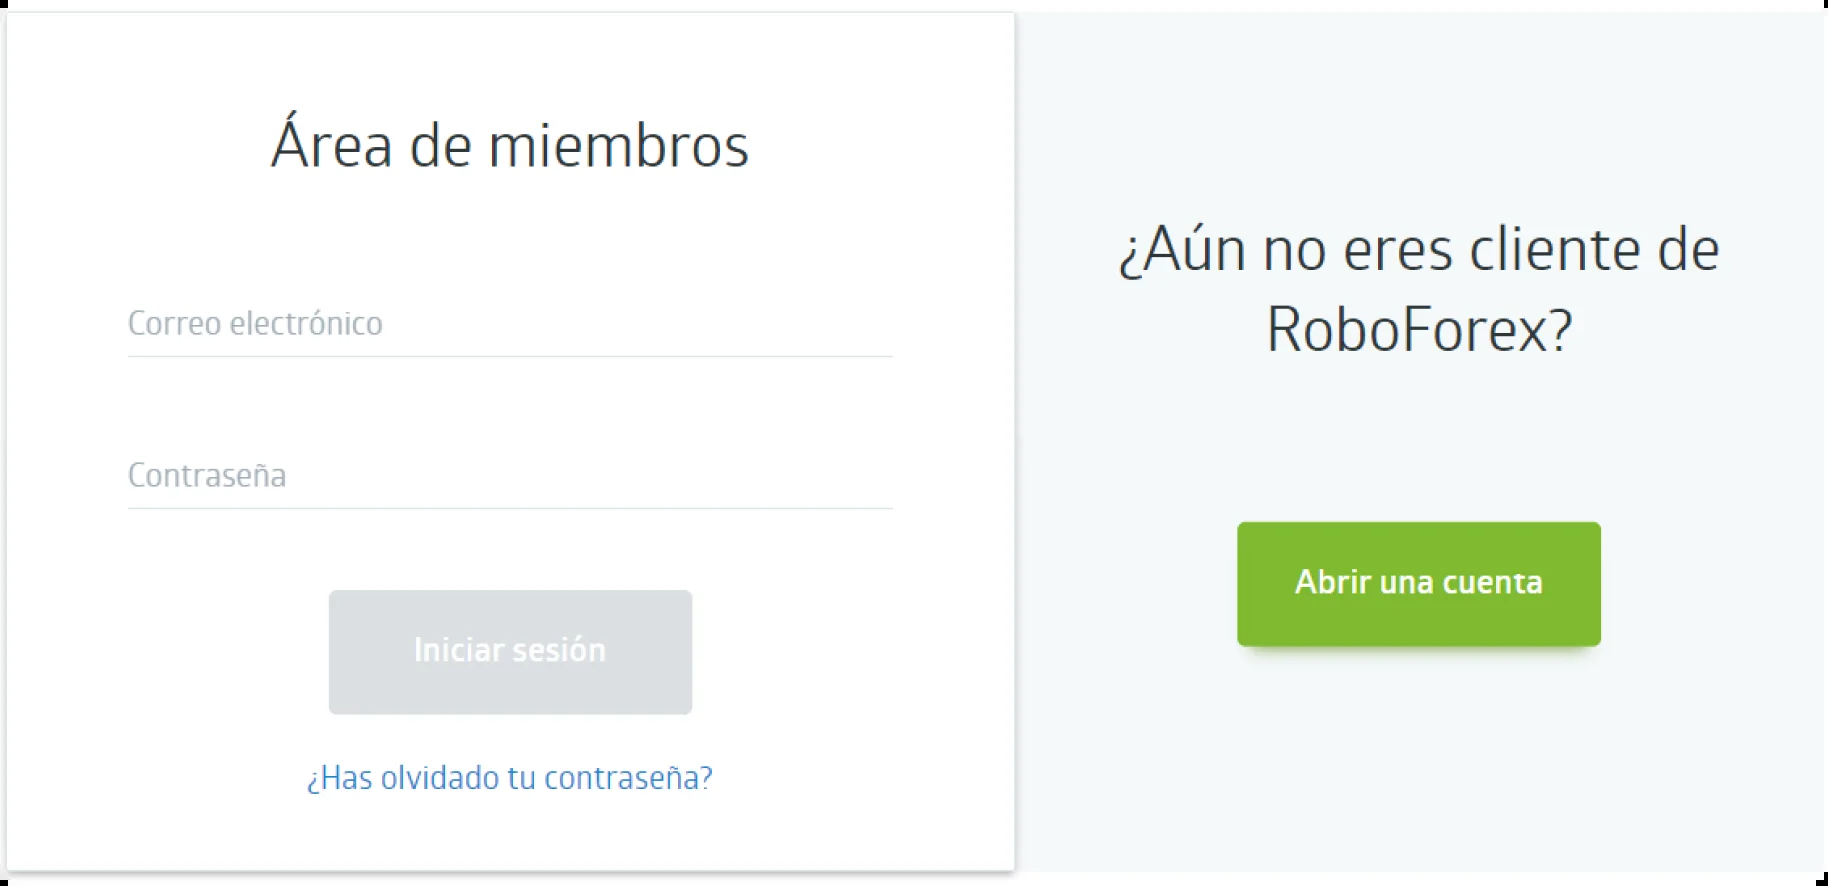 Área de miembros
Correo electrónico
Contraseña
Iniciar sesión
¿Has olvidado tu contraseña?
¿Aún no eres cliente de
RoboForex?
Abrir una cuenta